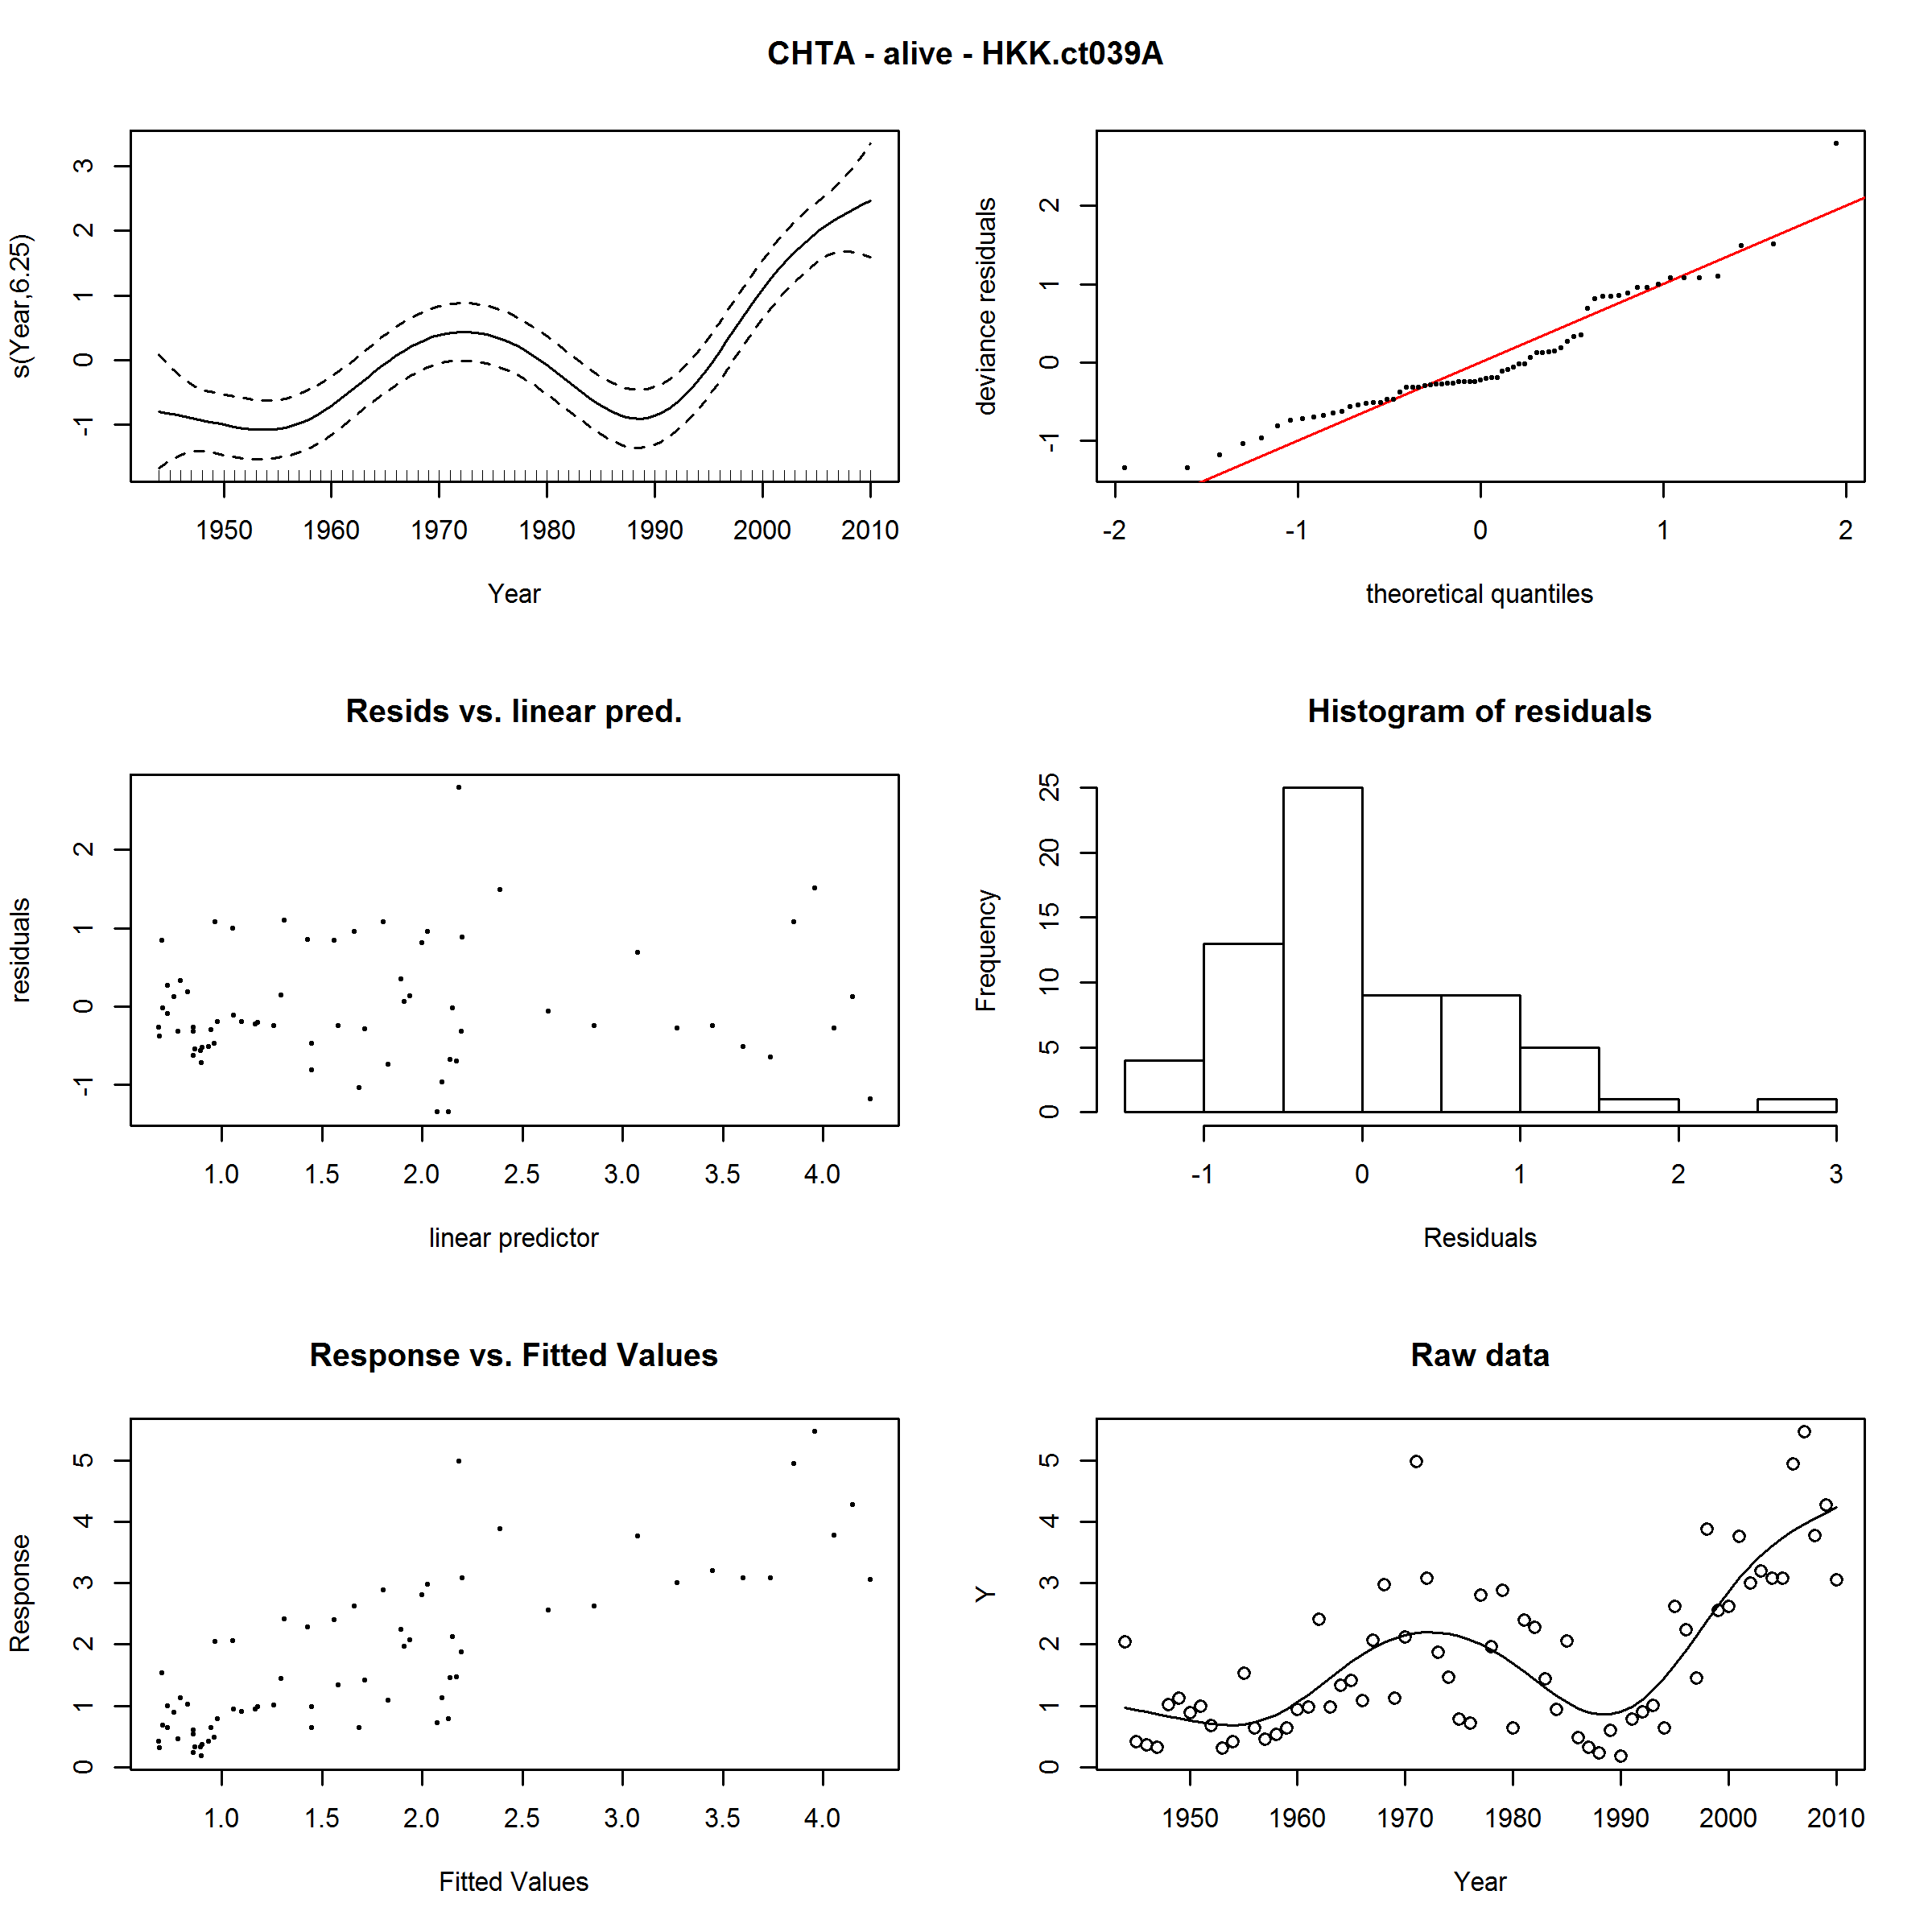 CHTA - alive - HKK.ct039A
s(Year,6.25)
3
2
1
0
-1
1950 1960 1970 1980 1990 2000 2010
Year
deviance residuals
2
1
0
-1
-2 -1 0 1 2
theoretical quantiles
Resids vs. linear pred.
residuals
2
1
0
-1
1.0 1.5 2.0 2.5 3.0 3.5 4.0
linear predictor
Histogram of residuals
Frequency
25
20
15
10
5
0
-1 0 1 2 3
Residuals
Response vs. Fitted Values
Response
5
4
3
2
1
0
1.0 1.5 2.0 2.5 3.0 3.5 4.0
Fitted Values
Raw data
Y
5
4
3
2
1
0
1950 1960 1970 1980 1990 2000 2010
Year